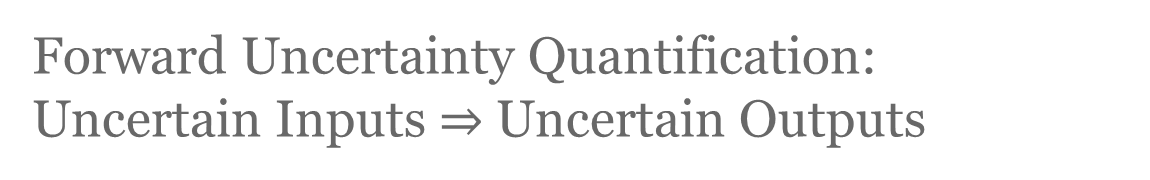 Forward Uncertainty Quantification:
Uncertain Inputs ⇒ Uncertain Outputs